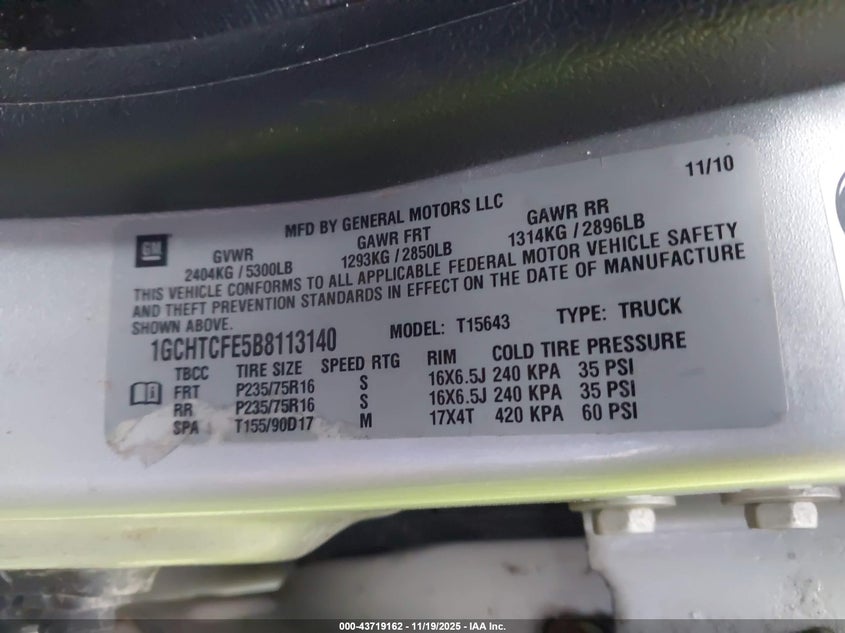 11/10
MFD BY GENERAL MOTORS LLC
GM
GVWR GAWR FRT GAWR RR
2404KG / 5300LB 1293KG / 2850LB 1314KG / 2896LB
THIS VEHICLE CONFORMS TO ALL APPLICABLE FEDERAL MOTOR VEHICLE SAFETY
AND THEFT PREVENTION STANDARDS IN EFFECT ON THE DATE OF MANUFACTURE
SHOWN ABOVE.
1GCHTCFE5B8113140 MODEL: T15643 TYPE: TRUCK
TBCC TIRE SIZE SPEED RTG RIM COLD TIRE PRESSURE
FRT P235/75R16 S 16X6.5J 240 KPA 35 PSI
RR P235/75R16 S 16X6.5J 240 KPA 35 PSI
SPA T155/90D17 M 17X4T 420 KPA 60 PSI
000-43719162 - 11/19/2025 - IAA Inc.